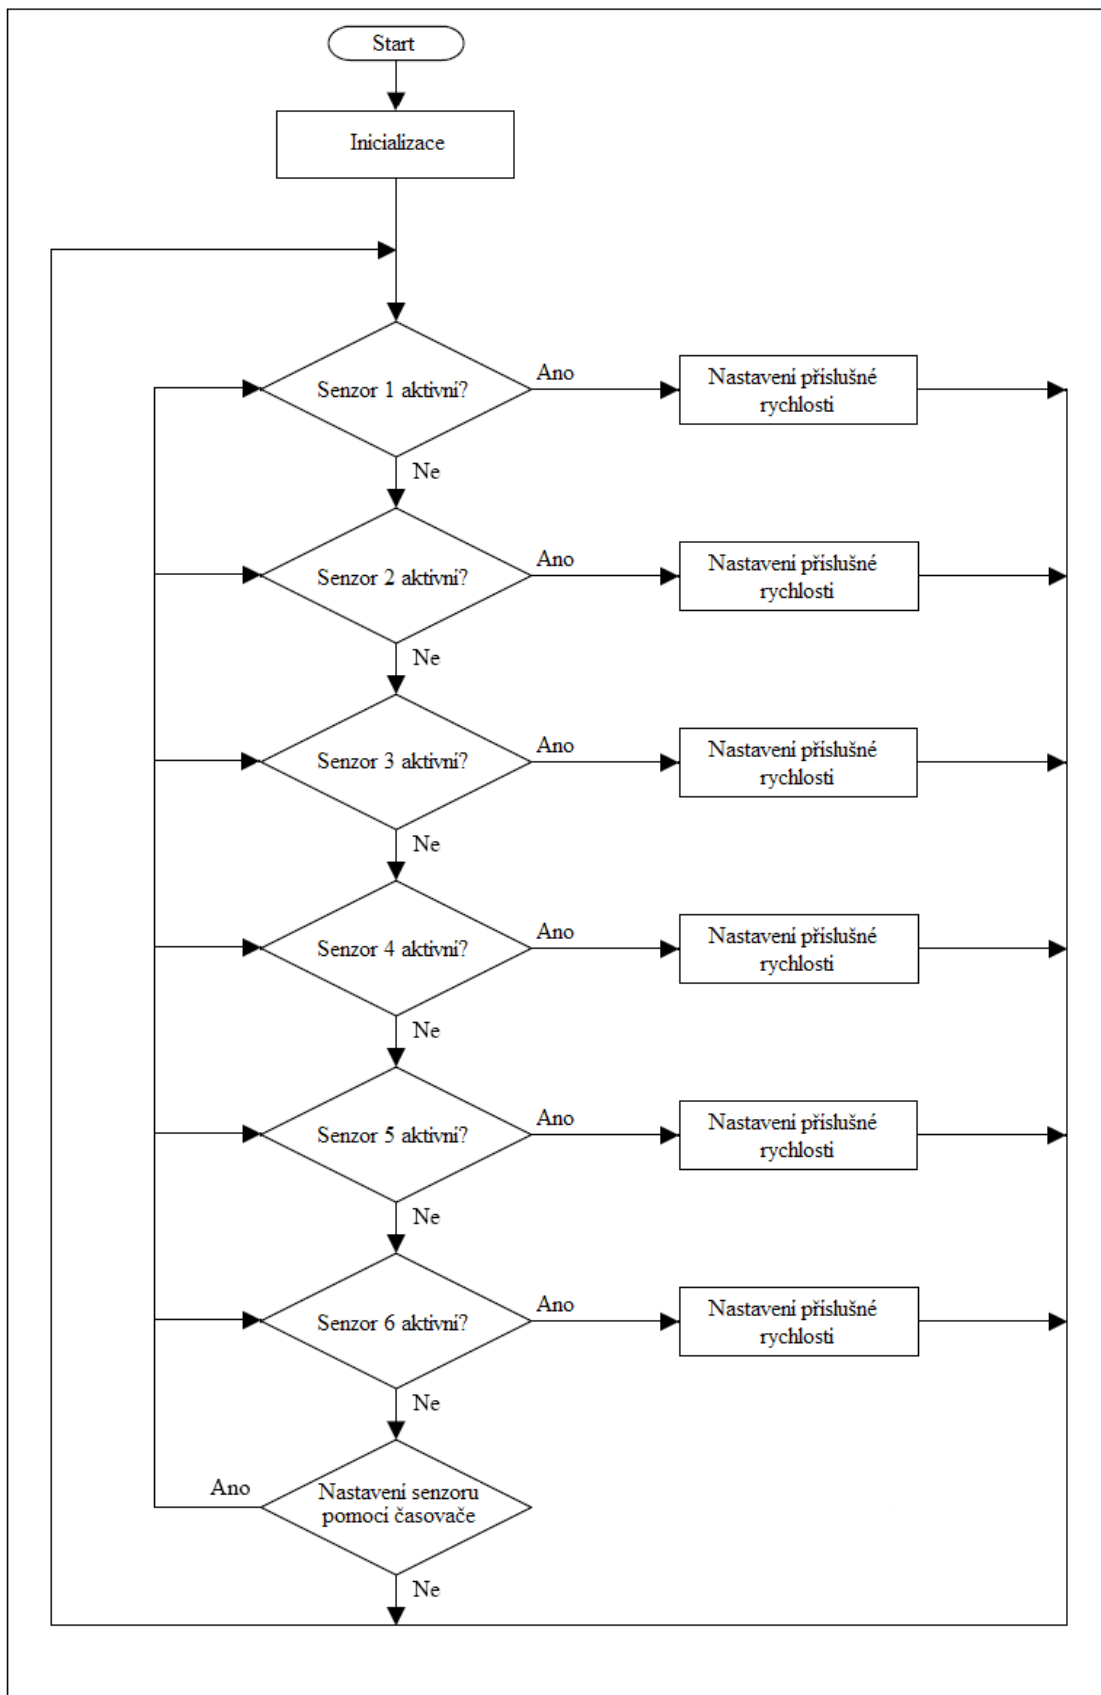 Start
Inicializace
Senzor 1 aktivní?
Ano
Nastavení příslušné
rychlosti
Ne
Senzor 2 aktivní?
Ano
Nastavení příslušné
rychlosti
Ne
Senzor 3 aktivní?
Ano
Nastavení příslušné
rychlosti
Ne
Senzor 4 aktivní?
Ano
Nastavení příslušné
rychlosti
Ne
Senzor 5 aktivní?
Ano
Nastavení příslušné
rychlosti
Ne
Senzor 6 aktivní?
Ano
Nastavení příslušné
rychlosti
Ne
Ano
Nastavení senzoru
pomocí časovače
Ne